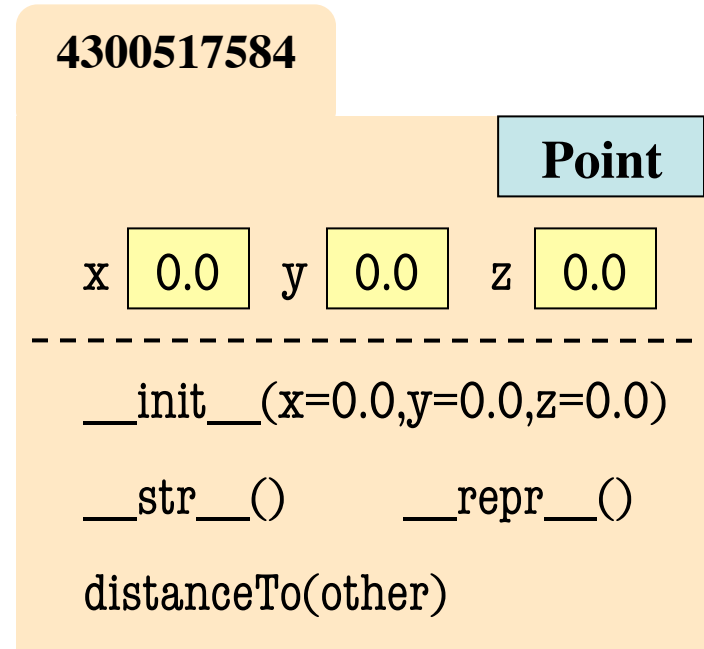 4300517584
Point
x 0.0 y 0.0 z 0.0
__init__(x=0.0,y=0.0,z=0.0)
__str__() __repr__()
distanceTo(other)